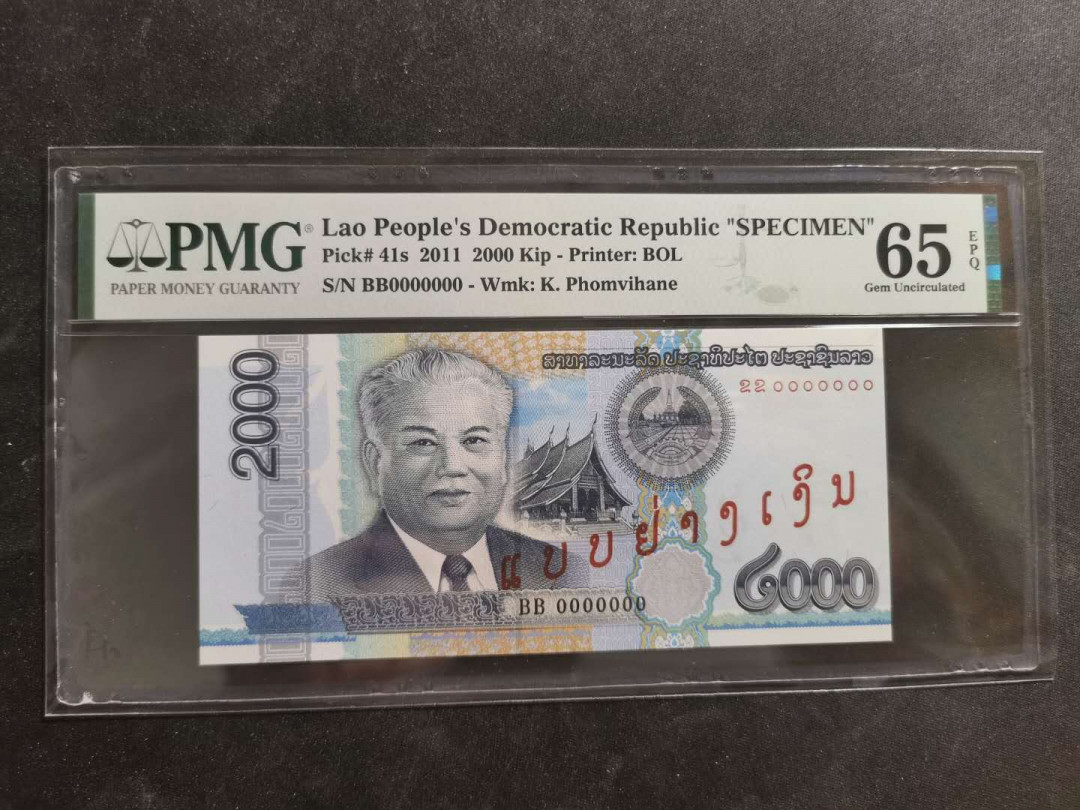 PMG®
PAPER MONEY GUARANTY
Lao People's Democratic Republic "SPECIMEN"
Pick# 41s 2011 2000 Kip - Printer: BOL
S/N BB0000000 - Wmk: K. Phomvihane
65
EPQ
Gem Uncirculated
2000
ສາທາລະນະລັດ ປະຊາທິປະໄຕ ປະຊາຊົນລາວ
ຂຂ 0000000
ແບບຢ່າງເງິນ
໒000
BB 0000000